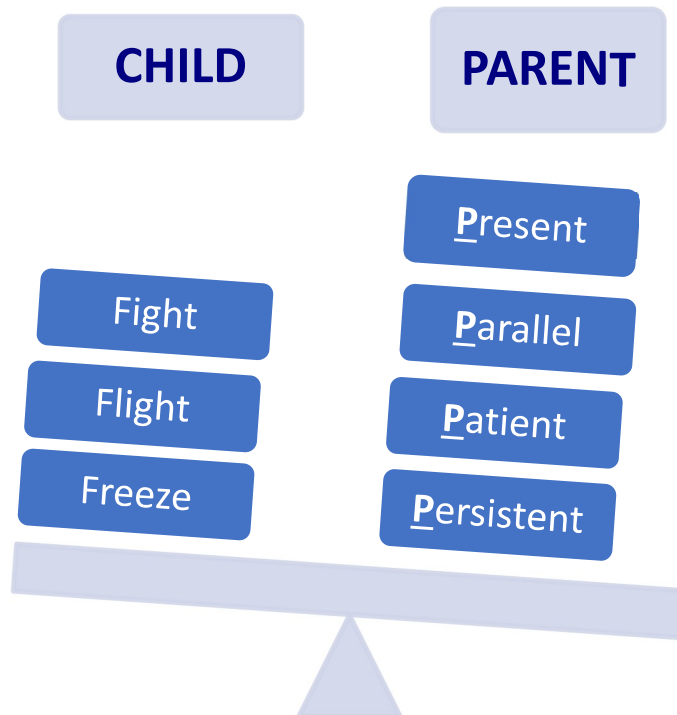 CHILD
PARENT
Fight
Flight
Freeze
Present
Parallel
Patient
Persistent